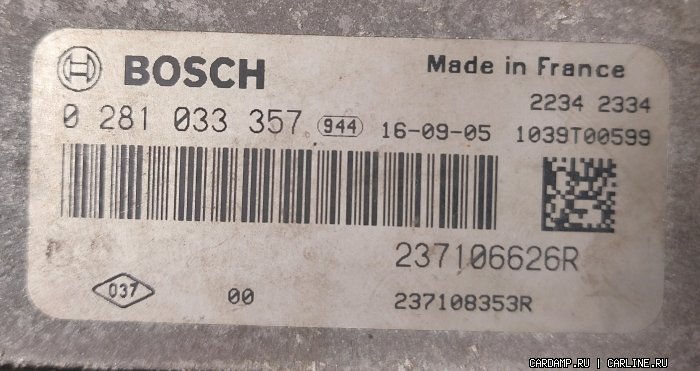 BOSCH
Made in France
2234 2334
0 281 033 357 944 16-09-05 1039T00599
237106626R
037 00 237108353R
CARDAMP.RU | CARLINE.RU